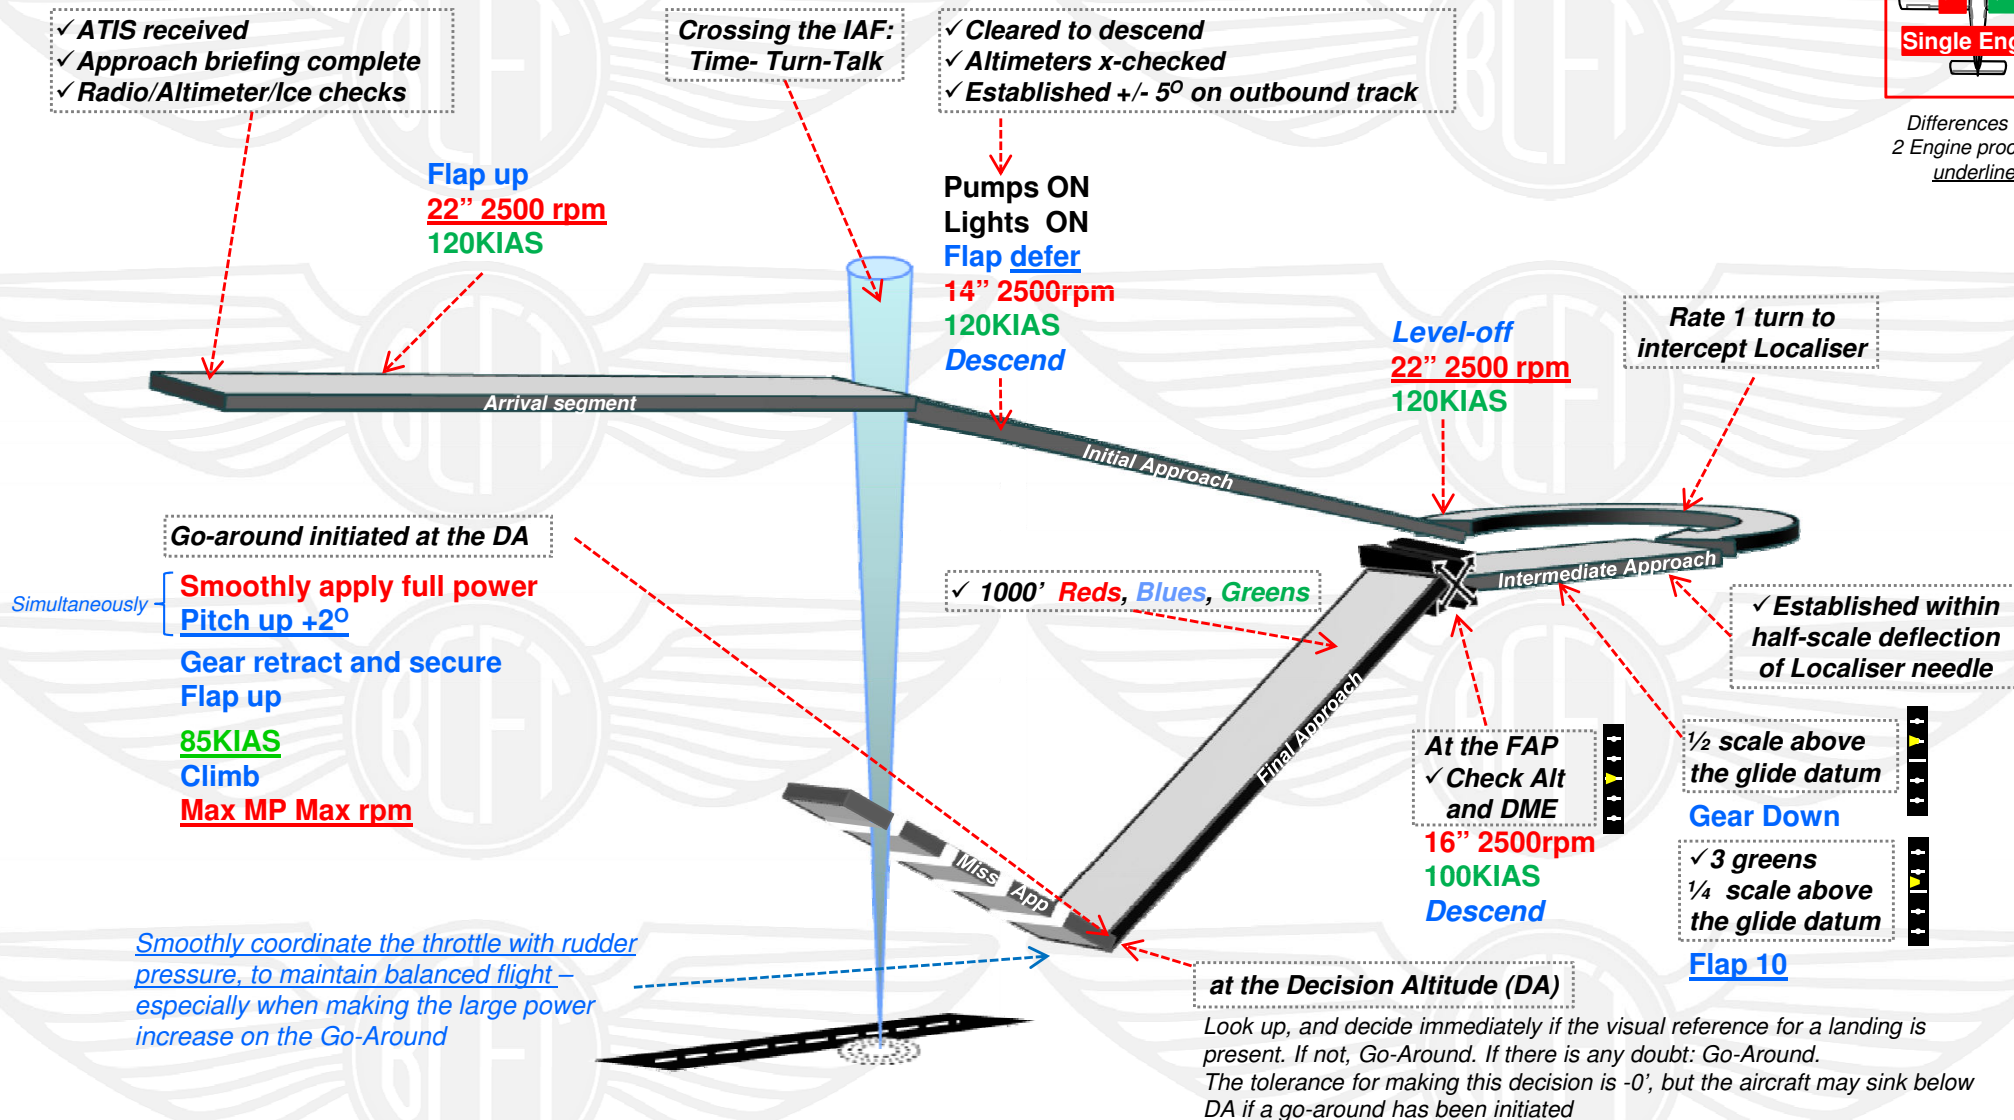 ✓ATIS received
✓Approach briefing complete
✓Radio/Altimeter/Ice checks
Crossing the IAF:
Time- Turn-Talk
✓Cleared to descend
✓Altimeters x-checked
✓Established +/- 5O on outbound track
Single Eng
Differences
2 Engine proc
underline
Flap up
22” 2500 rpm
120KIAS
Pumps ON
Lights ON
Flap defer
14” 2500rpm
120KIAS
Descend
Level-off
22” 2500 rpm
120KIAS
Rate 1 turn to
intercept Localiser
Arrival segment
Initial Approach
Intermediate Approach
Go-around initiated at the DA
Simultaneously
Smoothly apply full power
Pitch up +2O
Gear retract and secure
Flap up
85KIAS
Climb
Max MP Max rpm
✓ 1000’ Reds, Blues, Greens
✓Established within
half-scale deflection
of Localiser needle
Final Approach
At the FAP
✓Check Alt
and DME
16” 2500rpm
100KIAS
Descend
½ scale above
the glide datum
Gear Down
✓3 greens
¼ scale above
the glide datum
Flap 10
Miss App
Smoothly coordinate the throttle with rudder
pressure, to maintain balanced flight –
especially when making the large power
increase on the Go-Around
at the Decision Altitude (DA)
Look up, and decide immediately if the visual reference for a landing is
present. If not, Go-Around. If there is any doubt: Go-Around.
The tolerance for making this decision is -0’, but the aircraft may sink below
DA if a go-around has been initiated